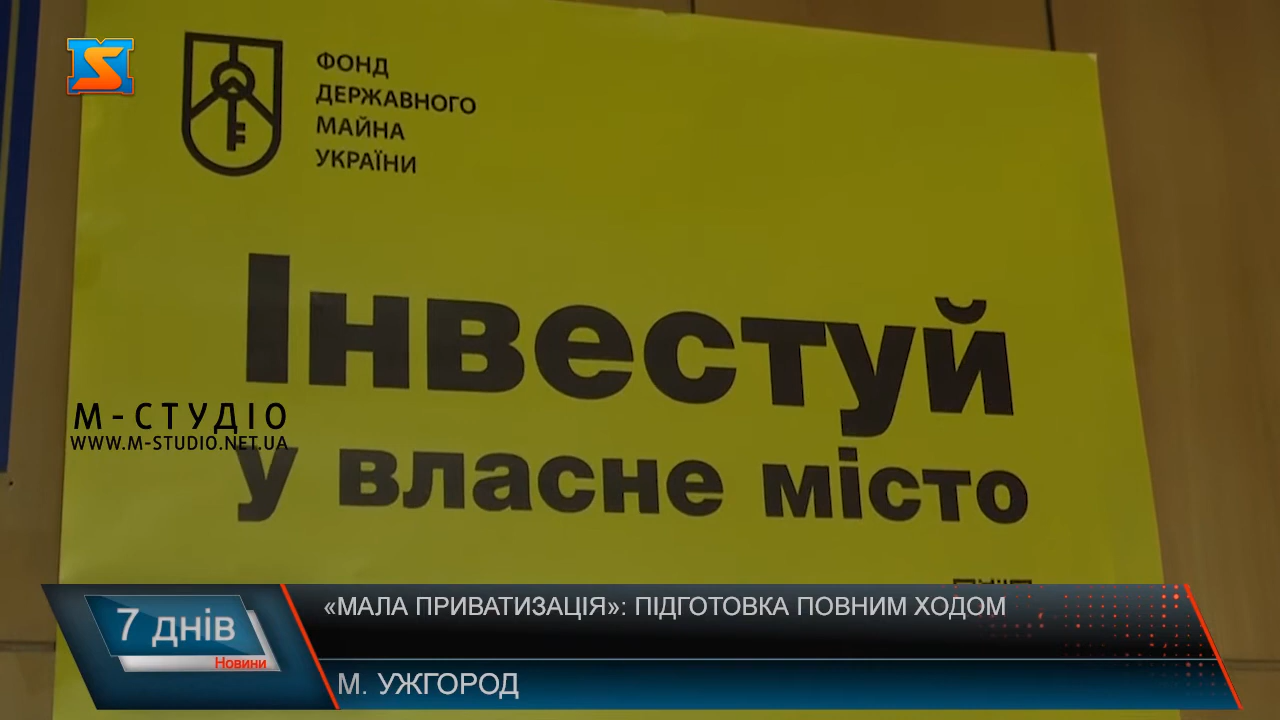 ФОНД
ДЕРЖАВНОГО
МАЙНА
УКРАЇНИ
Інвестуй
у власне місто
М-СТУДІО
WWW.M-STUDIO.NET.UA
7 днів
Новини
«МАЛА ПРИВАТИЗАЦІЯ»: ПІДГОТОВКА ПОВНИМ ХОДОМ
М. УЖГОРОД